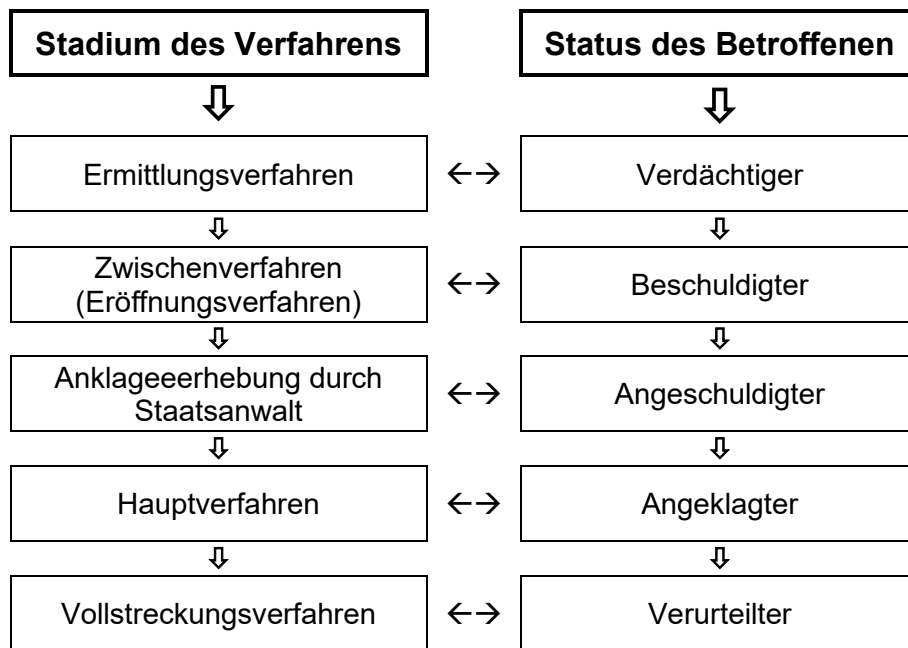 Stadium des Verfahrens
Status des Betroffenen
Ermittlungsverfahren
Verdächtiger
Zwischenverfahren
(Eröffnungsverfahren)
Beschuldigter
Anklageeerhebung durch
Staatsanwalt
Angeschuldigter
Hauptverfahren
Angeklagter
Vollstreckungsverfahren
Verurteilter